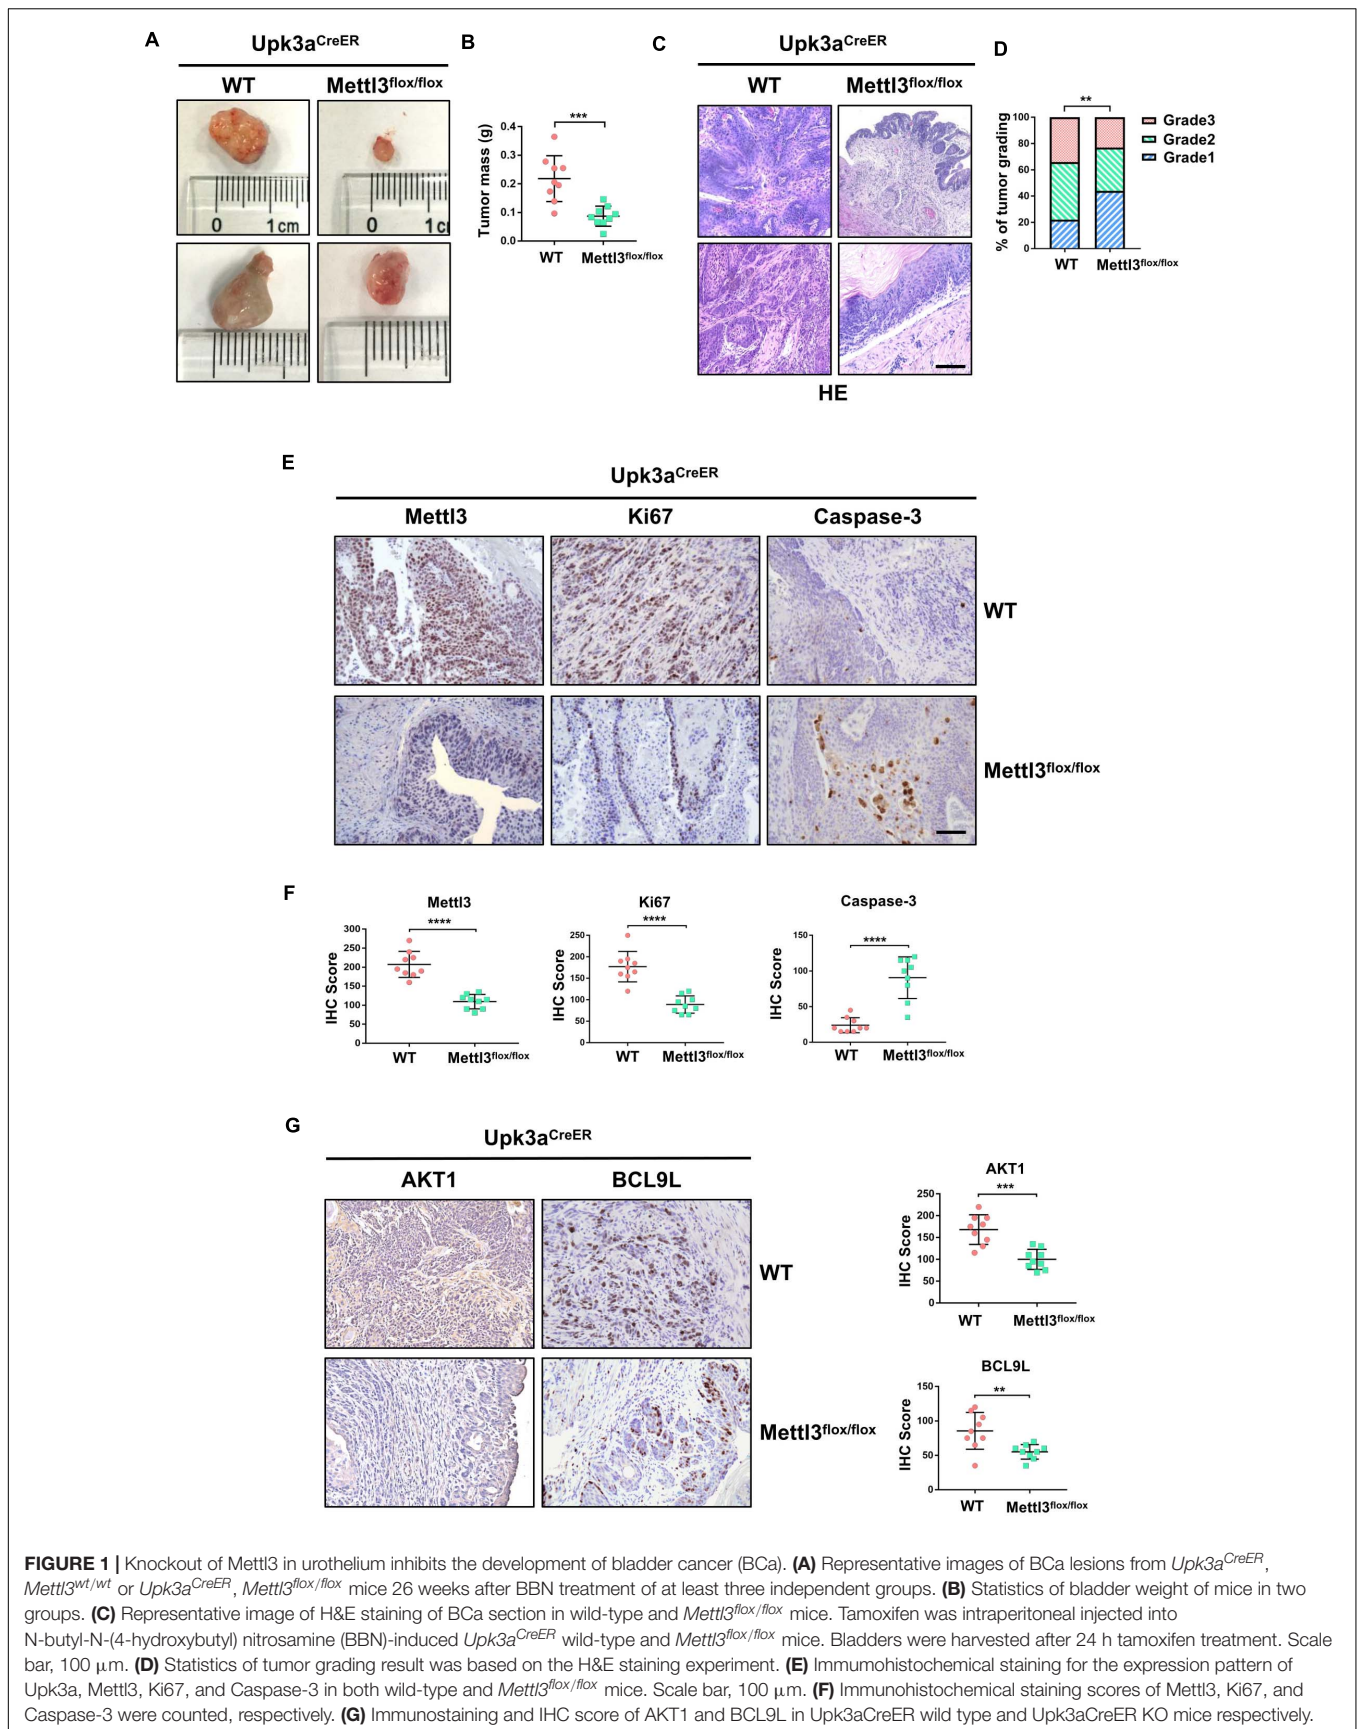 A
Upk3aCreER
WT Mettl3flox/flox
0 1cm
0 1c
B
Tumor mass (g)
0.4
0.3
0.2
0.1
0.0
***
WT Mettl3flox/flox
C
Upk3aCreER
WT Mettl3flox/flox
HE
D
% of tumor grading
100
80
60
40
20
0
**
WT Mettl3flox/flox
Grade3
Grade2
Grade1
E
Upk3aCreER
Mettl3 Ki67 Caspase-3
WT
Mettl3flox/flox
F
Mettl3
IHC Score
300
250
200
150
100
50
0
****
WT Mettl3flox/flox
Ki67
IHC Score
250
200
150
100
50
0
****
WT Mettl3flox/flox
Caspase-3
IHC Score
150
100
50
0
****
WT Mettl3flox/flox
G
Upk3aCreER
AKT1 BCL9L
WT
Mettl3flox/flox
AKT1
IHC Score
250
200
150
100
50
0
***
WT Mettl3flox/flox
BCL9L
IHC Score
150
100
50
0
**
WT Mettl3flox/flox
FIGURE 1 | Knockout of Mettl3 in urothelium inhibits the development of bladder cancer (BCa). (A) Representative images of BCa lesions from Upk3aCreER,
Mettl3wt/wt or Upk3aCreER, Mettl3flox/flox mice 26 weeks after BBN treatment of at least three independent groups. (B) Statistics of bladder weight of mice in two
groups. (C) Representative image of H&E staining of BCa section in wild-type and Mettl3flox/flox mice. Tamoxifen was intraperitoneal injected into
N-butyl-N-(4-hydroxybutyl) nitrosamine (BBN)-induced Upk3aCreER wild-type and Mettl3flox/flox mice. Bladders were harvested after 24 h tamoxifen treatment. Scale
bar, 100 μm. (D) Statistics of tumor grading result was based on the H&E staining experiment. (E) Immumohistochemical staining for the expression pattern of
Upk3a, Mettl3, Ki67, and Caspase-3 in both wild-type and Mettl3flox/flox mice. Scale bar, 100 μm. (F) Immunohistochemical staining scores of Mettl3, Ki67, and
Caspase-3 were counted, respectively. (G) Immunostaining and IHC score of AKT1 and BCL9L in Upk3aCreER wild type and Upk3aCreER KO mice respectively.